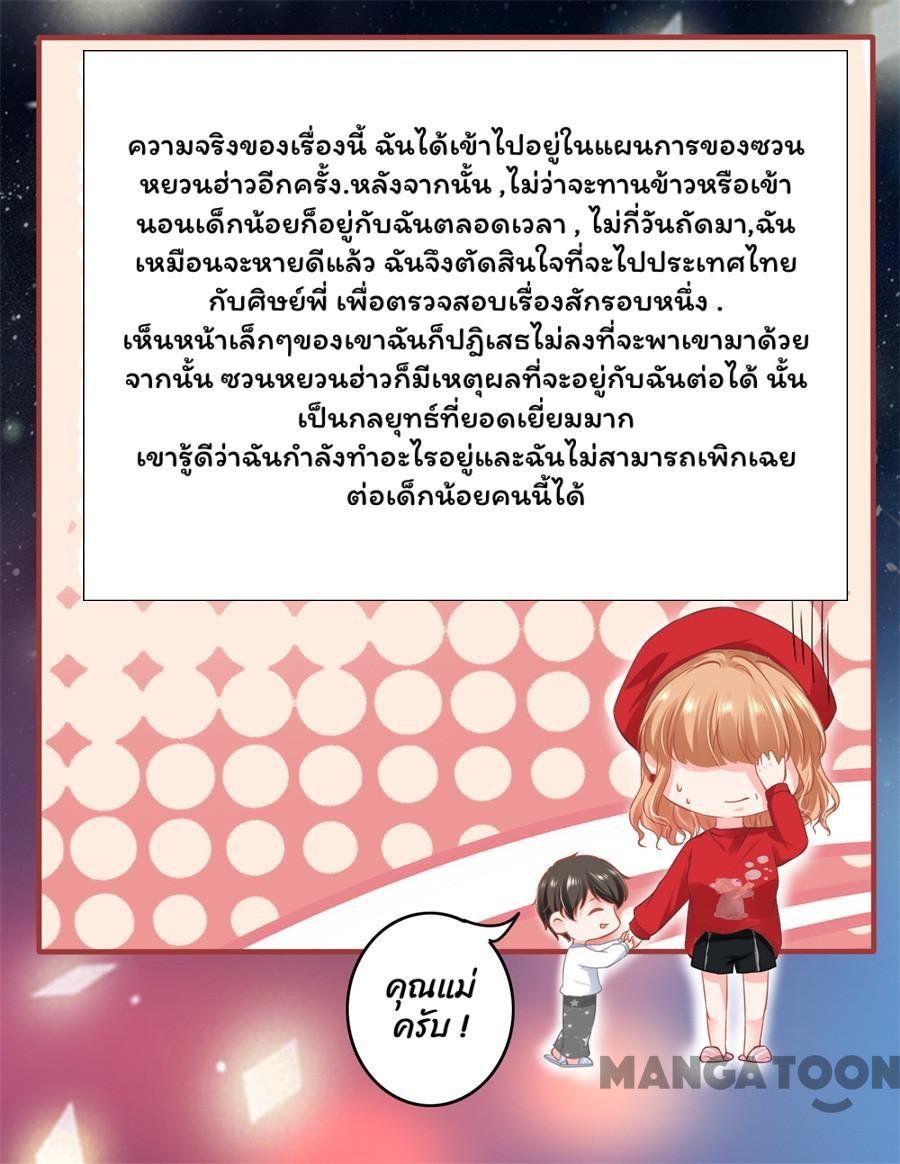 ความจริงของเรื่องนี้ ฉันได้เข้าไปอยู่ในแผนการของซวน
หยวนฮ่าวอีกครั้ง.หลังจากนั้น ,ไม่ว่าจะทานข้าวหรือเข้า
นอนเด็กน้อยก็อยู่กับฉันตลอดเวลา , ไม่กี่วันถัดมา,ฉัน
เหมือนจะหายดีแล้ว ฉันจึงตัดสินใจที่จะไปประเทศไทย
กับศิษย์พี่ เพื่อตรวจสอบเรื่องสักรอบหนึ่ง .
เห็นหน้าเล็กๆของเขาฉันก็ปฎิเสธไม่ลงที่จะพาเขามาด้วย
จากนั้น ซวนหยวนฮ่าวก็มีเหตุผลที่จะอยู่กับฉันต่อได้ นั้น
เป็นกลยุทธ์ที่ยอดเยี่ยมมาก
เขารู้ดีว่าฉันกำลังทำอะไรอยู่และฉันไม่สามารถเพิกเฉย
ต่อเด็กน้อยคนนี้ได้
คุณแม่
ครับ !
MANGATOON